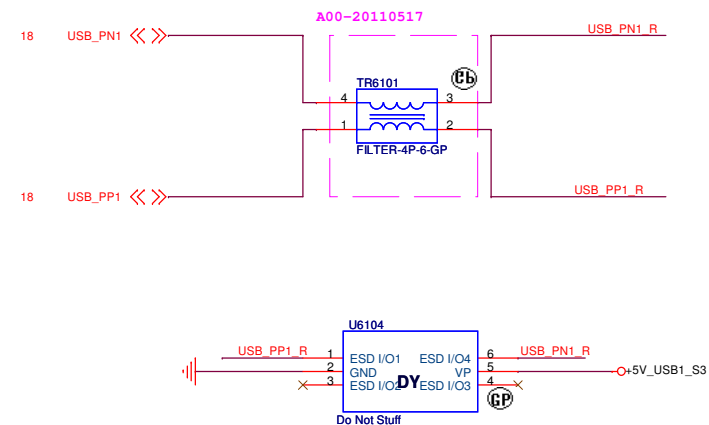 A00-20110517
18 USB_PN1 USB_PN1_R
TR6101 Cb
4 3
1 2
FILTER-4P-6-GP
18 USB_PP1 USB_PP1_R
U6104
USB_PP1_R 1 ESD I/O1 ESD I/O4 6 USB_PN1_R
2 GND VP 5 +5V_USB1_S3
3 ESD I/O2 DY ESD I/O3 4
GP
Do Not Stuff